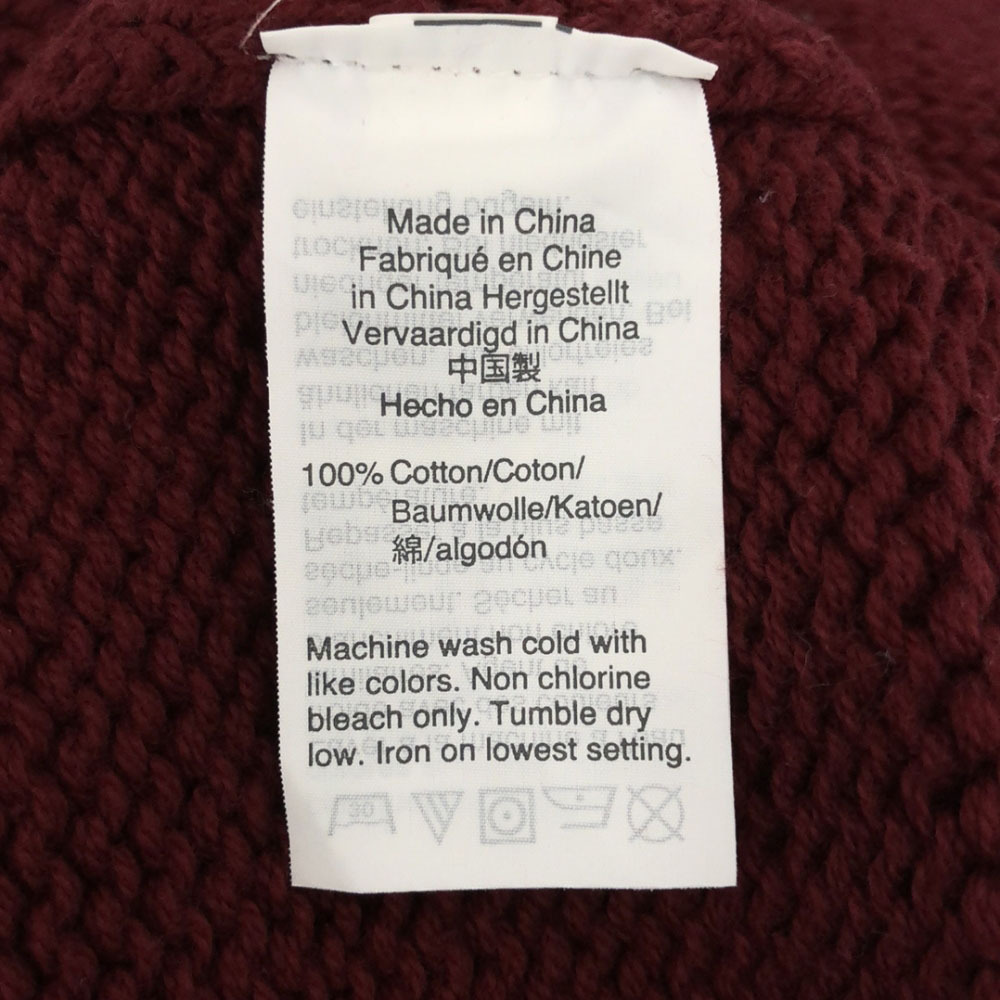 Made in China
Fabriqué en Chine
in China Hergestellt
Vervaardigd in China
中国製
Hecho en China
100% Cotton/Coton/
Baumwolle/Katoen/
綿/algodón
Machine wash cold with
like colors. Non chlorine
bleach only. Tumble dry
low. Iron on lowest setting.